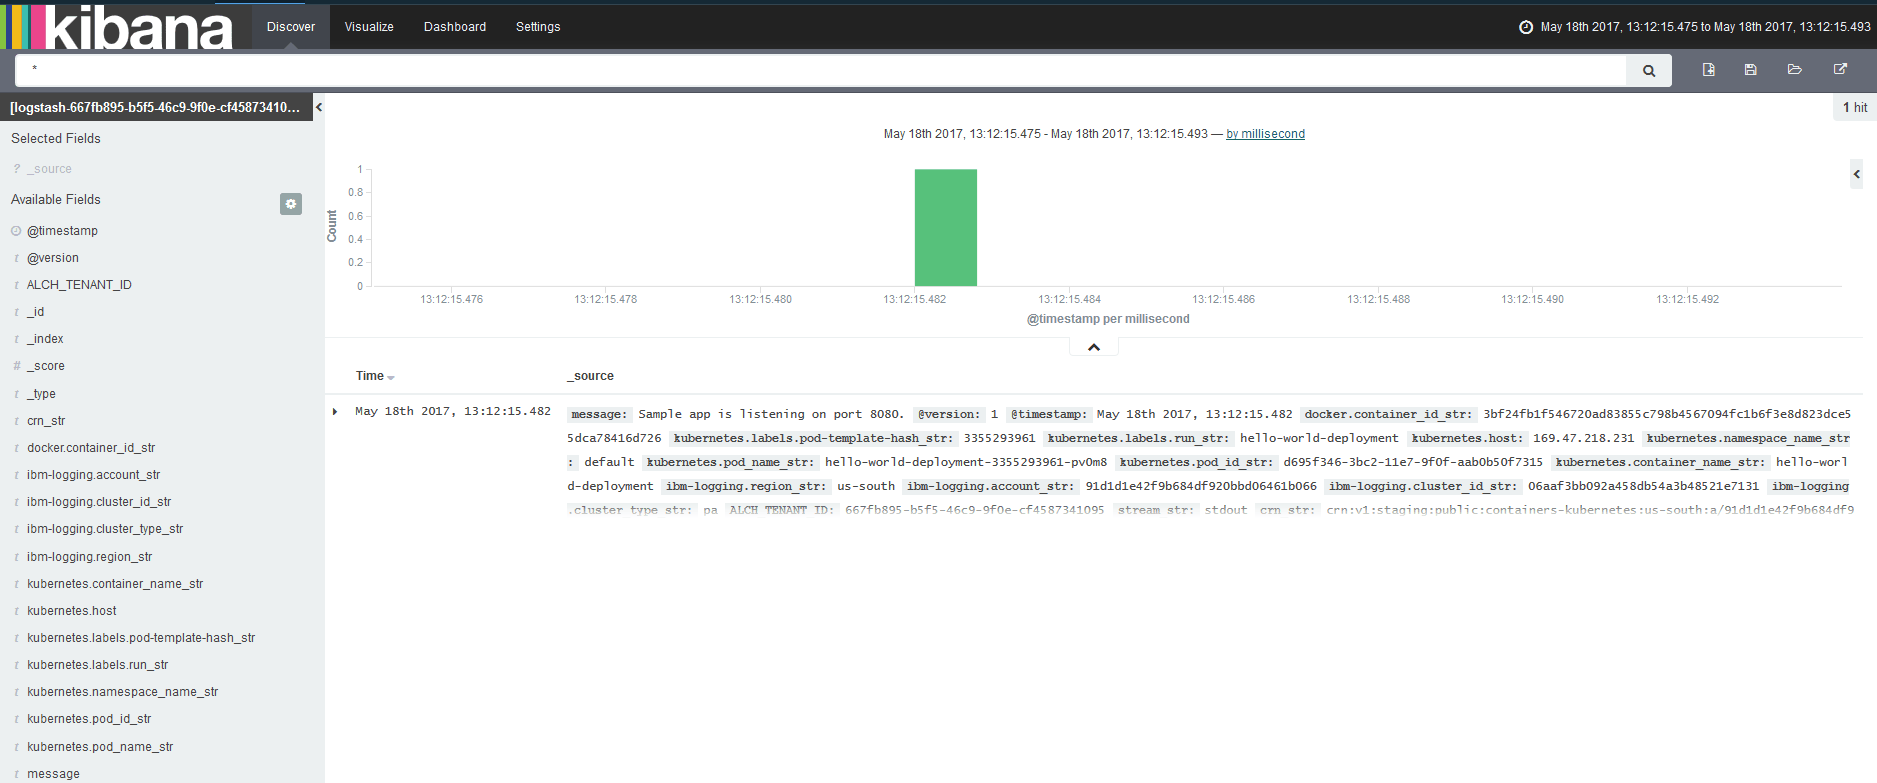 kibana
Discover
Visualize
Dashboard
Settings
May 18th 2017, 13:12:15.475 to May 18th 2017, 13:12:15.493
*
[logstash-667fb895-b5f5-46c9-9f0e-cf45873410...
1 hit
Selected Fields
? _source
Available Fields
@timestamp
t @version
t ALCH_TENANT_ID
t _id
t _index
# _score
t _type
t crn_str
t docker.container_id_str
t ibm-logging.account_str
t ibm-logging.cluster_id_str
t ibm-logging.cluster_type_str
t ibm-logging.region_str
t kubernetes.container_name_str
t kubernetes.host
t kubernetes.labels.pod-template-hash_str
t kubernetes.labels.run_str
t kubernetes.namespace_name_str
t kubernetes.pod_id_str
t kubernetes.pod_name_str
t message
May 18th 2017, 13:12:15.475 - May 18th 2017, 13:12:15.493 — by millisecond
Count
1
0.8
0.6
0.4
0.2
0
13:12:15.476 13:12:15.478 13:12:15.480 13:12:15.482 13:12:15.484 13:12:15.486 13:12:15.488 13:12:15.490 13:12:15.492
@timestamp per millisecond
Time _source
May 18th 2017, 13:12:15.482
message: Sample app is listening on port 8080. @version: 1 @timestamp: May 18th 2017, 13:12:15.482 docker.container_id_str: 3bf24fb1f546720ad83855c798b4567094fc1b6f3e8d823dce5
5dca78416d726 kubernetes.labels.pod-template-hash_str: 3355293961 kubernetes.labels.run_str: hello-world-deployment kubernetes.host: 169.47.218.231 kubernetes.namespace_name_str
: default kubernetes.pod_name_str: hello-world-deployment-3355293961-pv0m8 kubernetes.pod_id_str: d695f346-3bc2-11e7-9f0f-aab0b50f7315 kubernetes.container_name_str: hello-worl
d-deployment ibm-logging.region_str: us-south ibm-logging.account_str: 91d1d1e42f9b684df920bbd06461b066 ibm-logging.cluster_id_str: 06aaf3bb092a458db54a3b48521e7131 ibm-logging
.cluster_type_str: pa ALCH_TENANT_ID: 667fb895-b5f5-46c9-9f0e-cf4587341095 stream_str: stdout crn_str: crn:v1:staging:public:containers-kubernetes:us-south:a/91d1d1e42f9b684df9